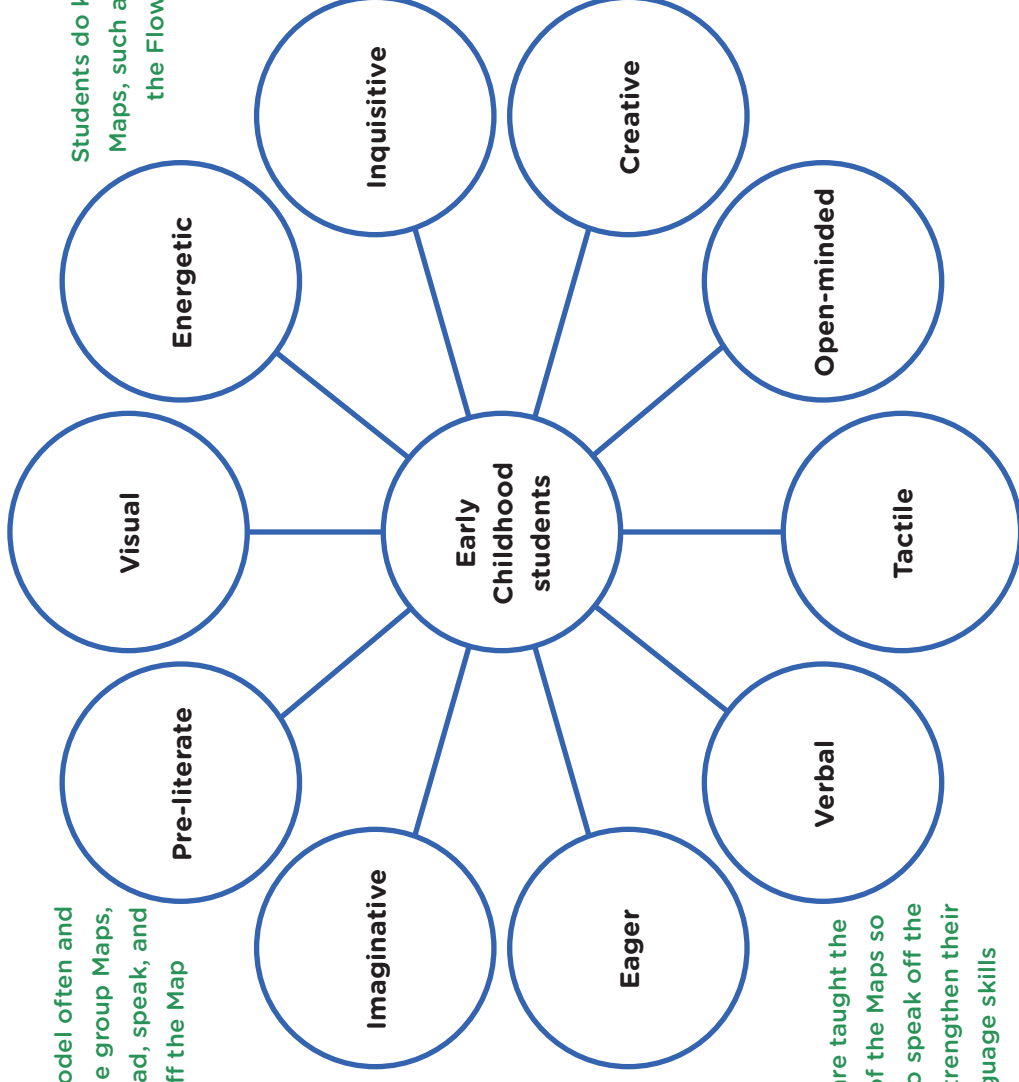 odel often and
e group Maps,
ad, speak, and
ff the Map
Students do k
Maps, such a
the Flow
Visual
Pre-literate
Energetic
Imaginative
Inquisitive
Early
Childhood
students
Eager
Creative
Verbal
Open-minded
Tactile
re taught the
of the Maps so
o speak off the
trengthen their
guage skills